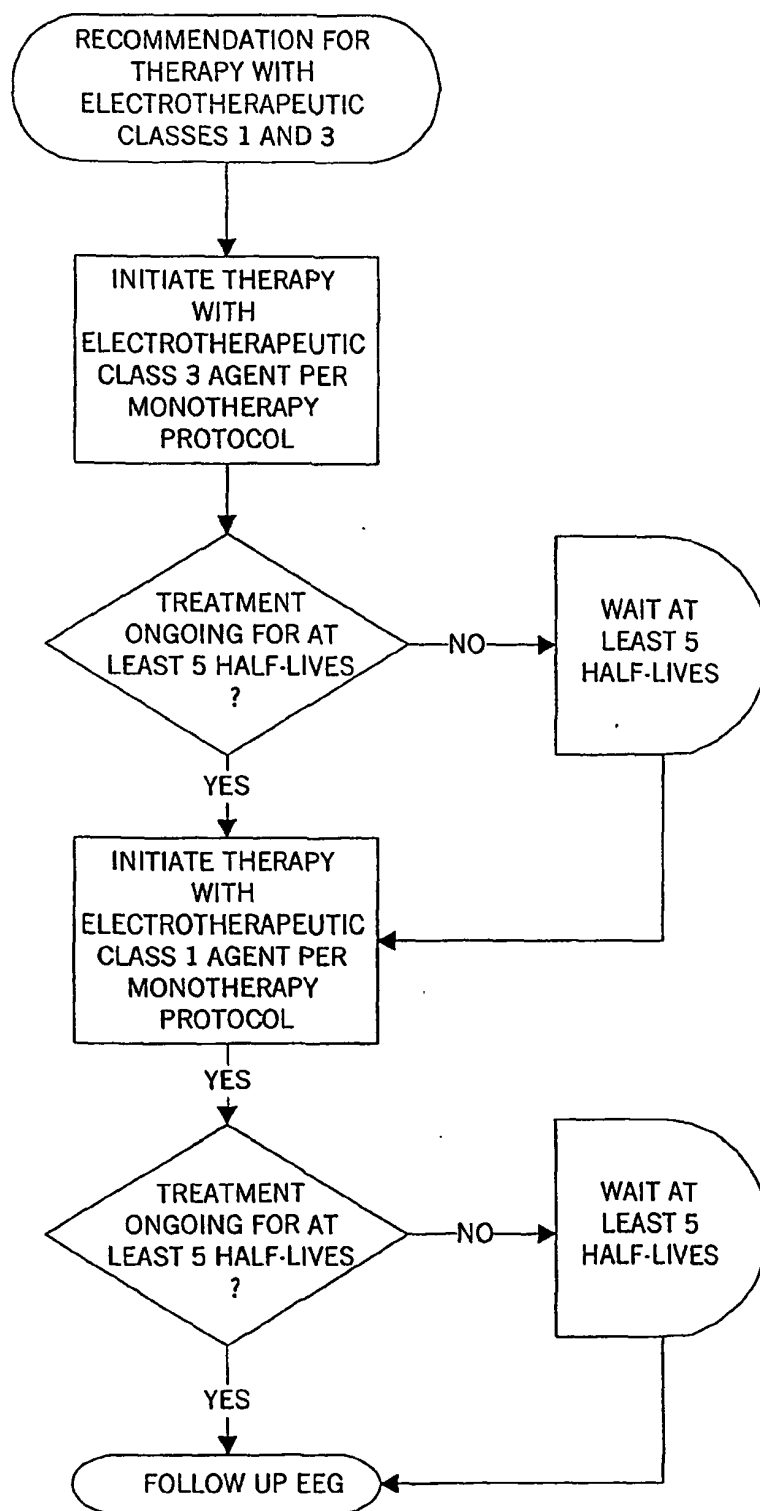 RECOMMENDATION FOR
THERAPY WITH
ELECTROTHERAPEUTIC
CLASSES 1 AND 3
INITIATE THERAPY
WITH
ELECTROTHERAPEUTIC
CLASS 3 AGENT PER
MONOTHERAPY
PROTOCOL
TREATMENT
ONGOING FOR AT
LEAST 5 HALF-LIVES
?
NO
WAIT AT
LEAST 5
HALF-LIVES
YES
INITIATE THERAPY
WITH
ELECTROTHERAPEUTIC
CLASS 1 AGENT PER
MONOTHERAPY
PROTOCOL
YES
TREATMENT
ONGOING FOR AT
LEAST 5 HALF-LIVES
?
NO
WAIT AT
LEAST 5
HALF-LIVES
YES
FOLLOW UP EEG